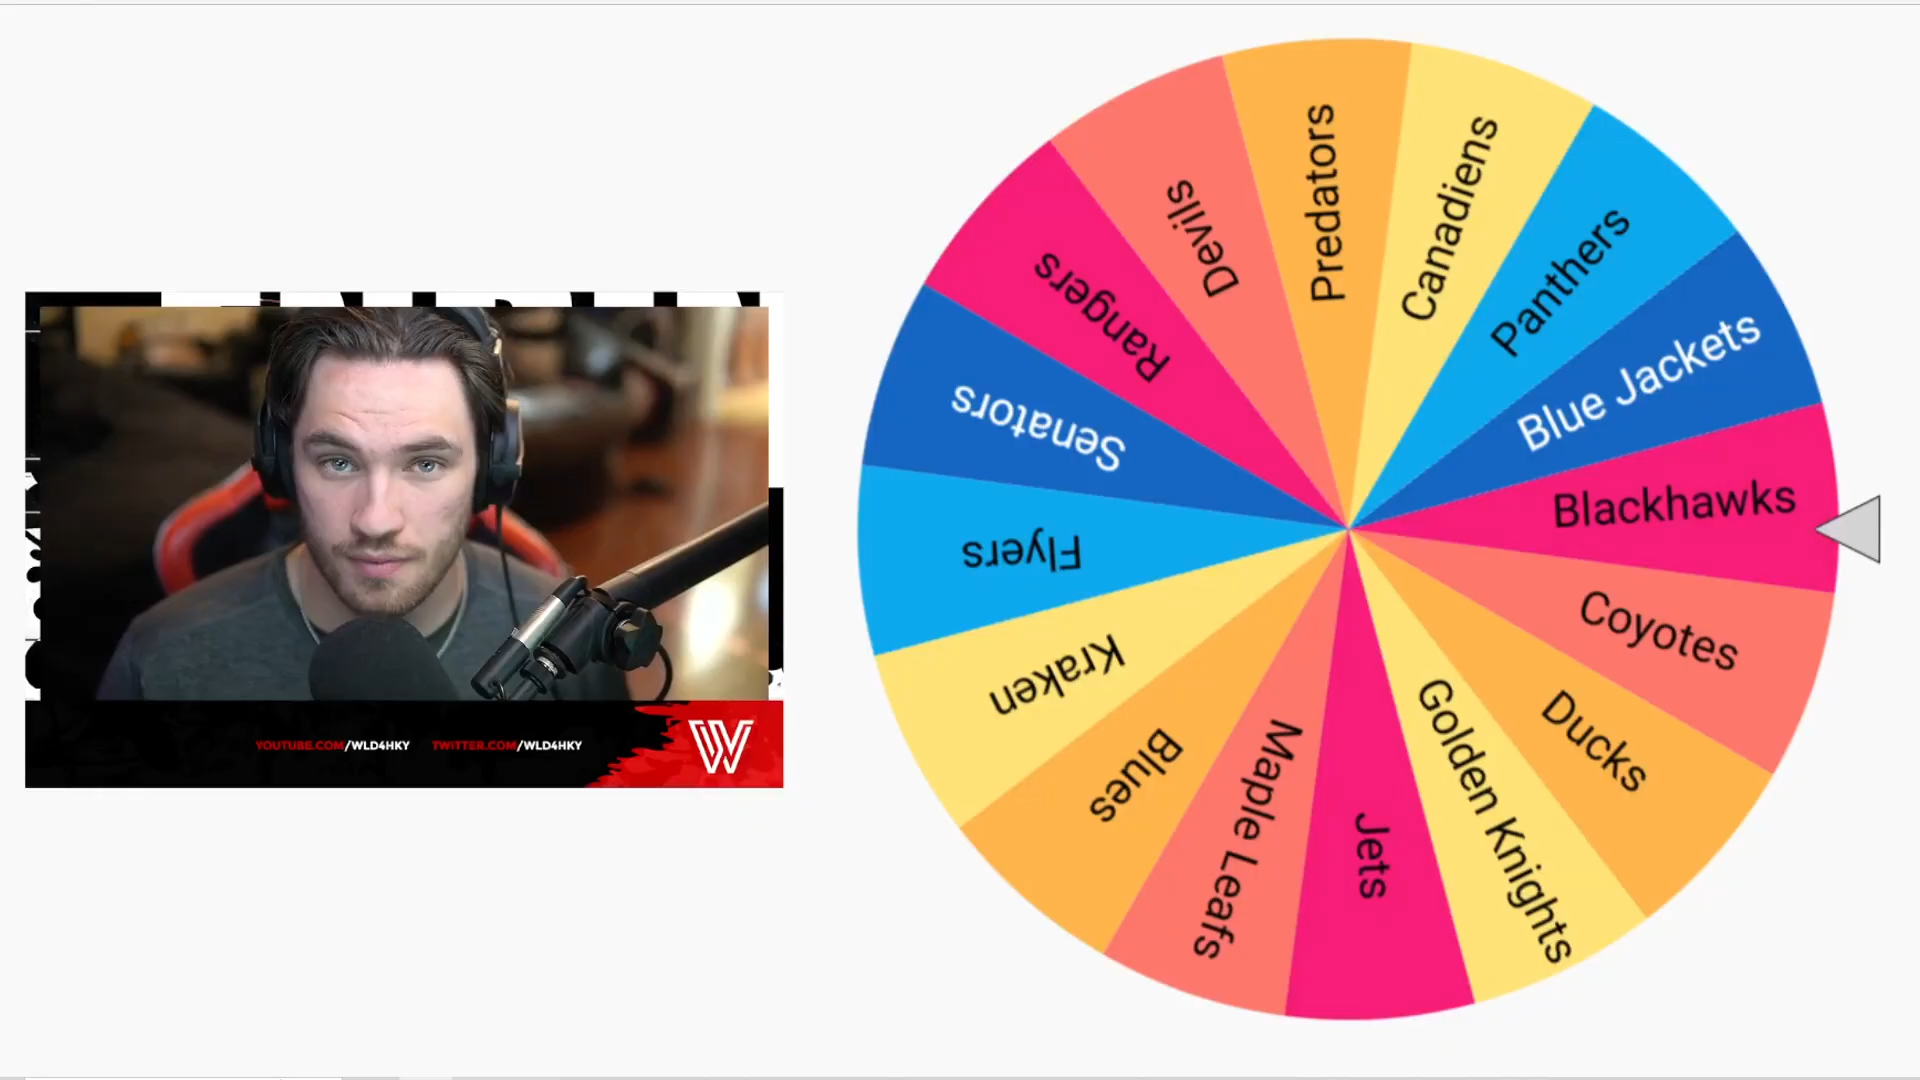 YOUTUBE.COM/WLD4HKY TWITTER.COM/WLD4HKY
Predators
Canadiens
Panthers
Blue Jackets
Blackhawks
Coyotes
Ducks
Golden Knights
Jets
Maple Leafs
Blues
Kraken
Flyers
Senators
Rangers
Devils